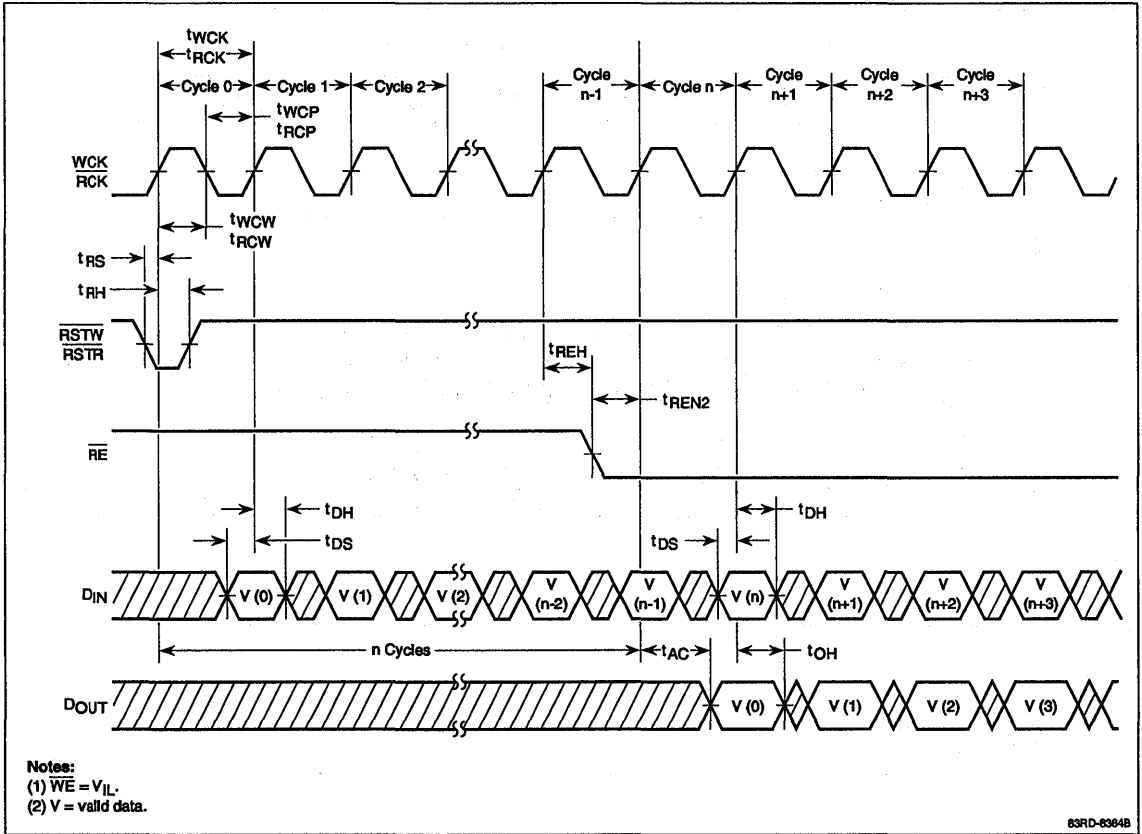 tWCK
tRCK
Cycle 0
Cycle 1
Cycle 2
Cycle
n-1
Cycle n
Cycle
n+1
Cycle
n+2
Cycle
n+3
tWCP
tRCP
WCK
RCK
tWCW
tRCW
tRS
tRH
RSTW
RSTR
tREH
tREN2
RE
tDH
tDS
tDH
tDS
DIN
V (0)
V (1)
V (2)
V
(n-2)
V
(n-1)
V (n)
V
(n+1)
V
(n+2)
V
(n+3)
n Cycles
tAC
tOH
DOUT
V (0)
V (1)
V (2)
V (3)
Notes:
(1) WE = VIL.
(2) V = valid data.
83RD-8364B